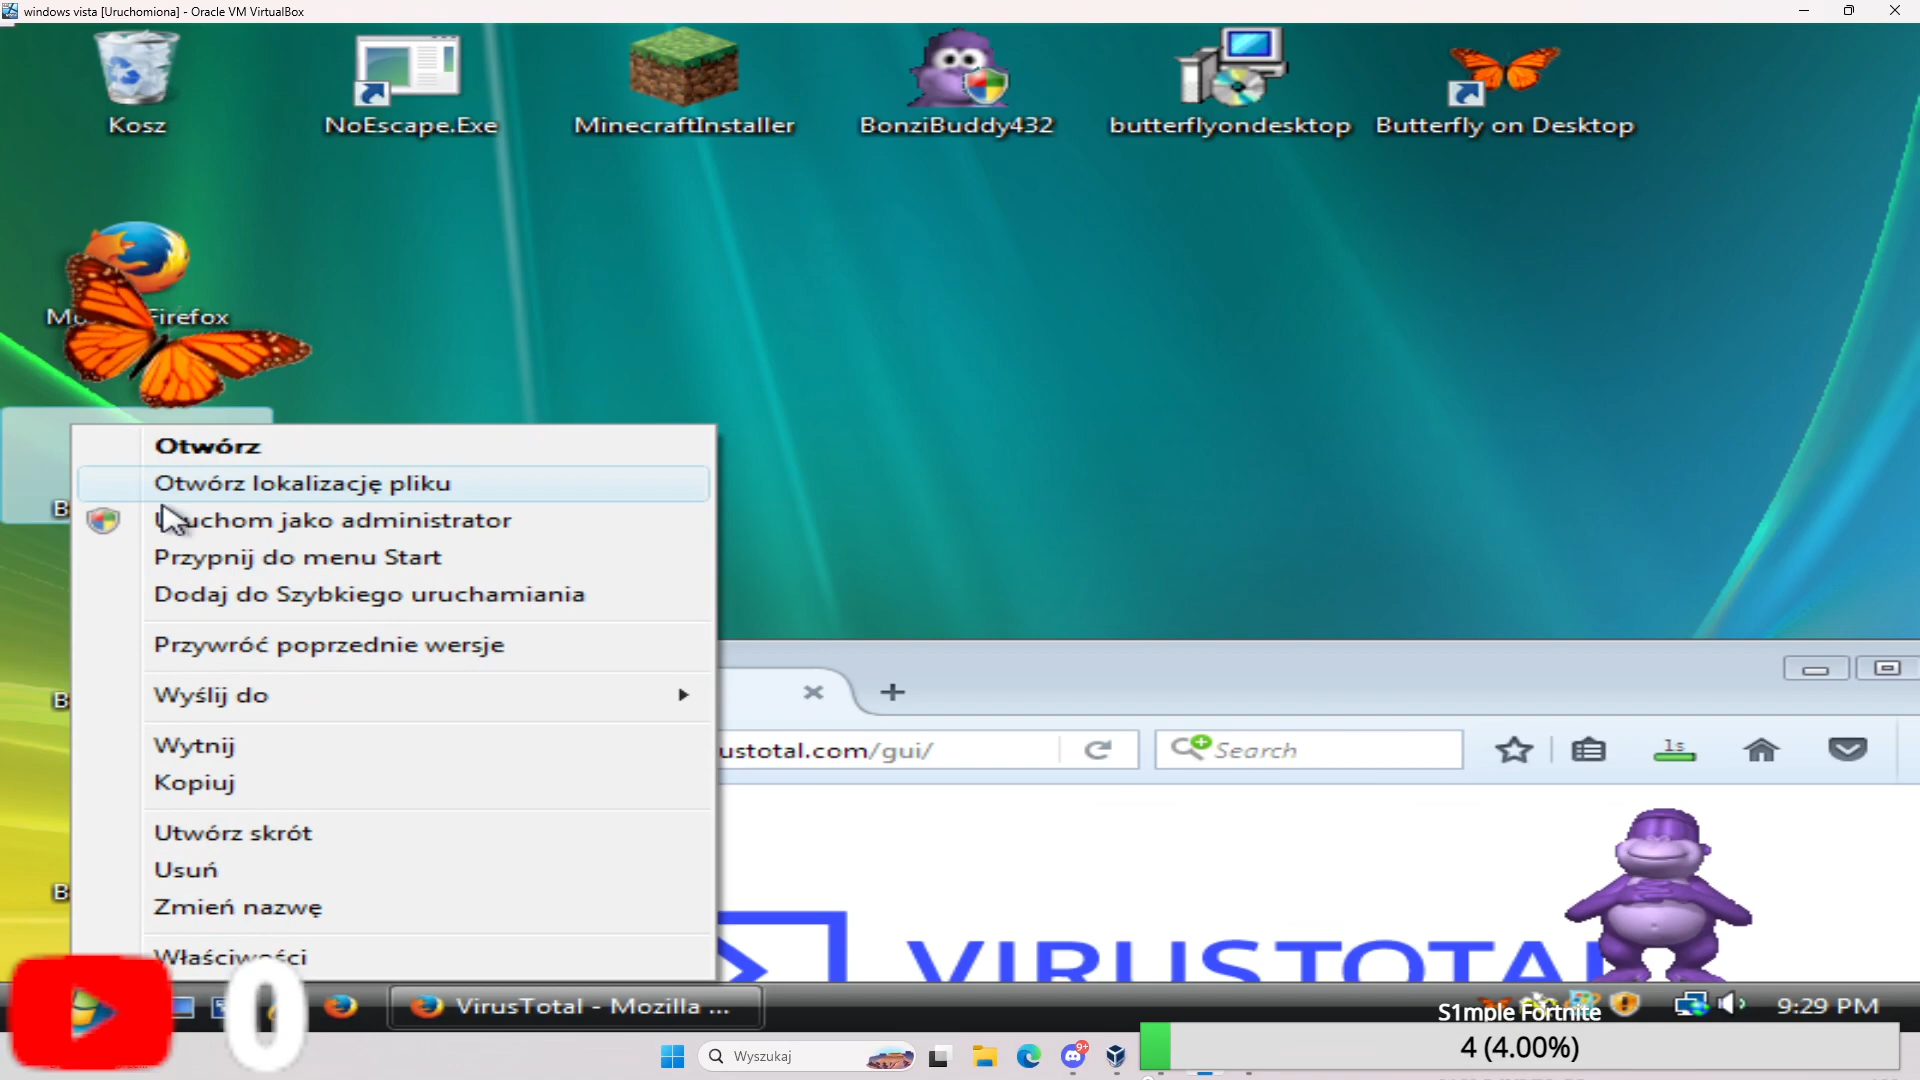 windows vista [Uruchomiona] - Oracle VM VirtualBox
Kosz
NoEscape.Exe
MinecraftInstaller
BonziBuddy432
butterflyondesktop
Butterfly on Desktop
Firefox
Otwórz
Otwórz lokalizację pliku
jako administrator
Przypnij do menu Start
Dodaj do Szybkiego uruchamiania
Przywróć poprzednie wersje
Wyślij do
Wytnij
Kopiuj
Utwórz skrót
Usuń
Zmień nazwę
Właściwości
B
B
B
ustotal.com/gui/
Search
1s
VIRUSTOTAL
0
VirusTotal - Mozilla ...
S1mple Fortnite
9:29 PM
Wyszukaj
9+
4 (4.00%)